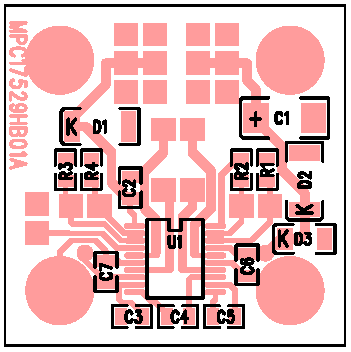 MPC17529HB01A
K D1
+ C1
R3
R4
C2
R2
R1
D2
K
U1
K D3
C7
C6
C3
C4
C5